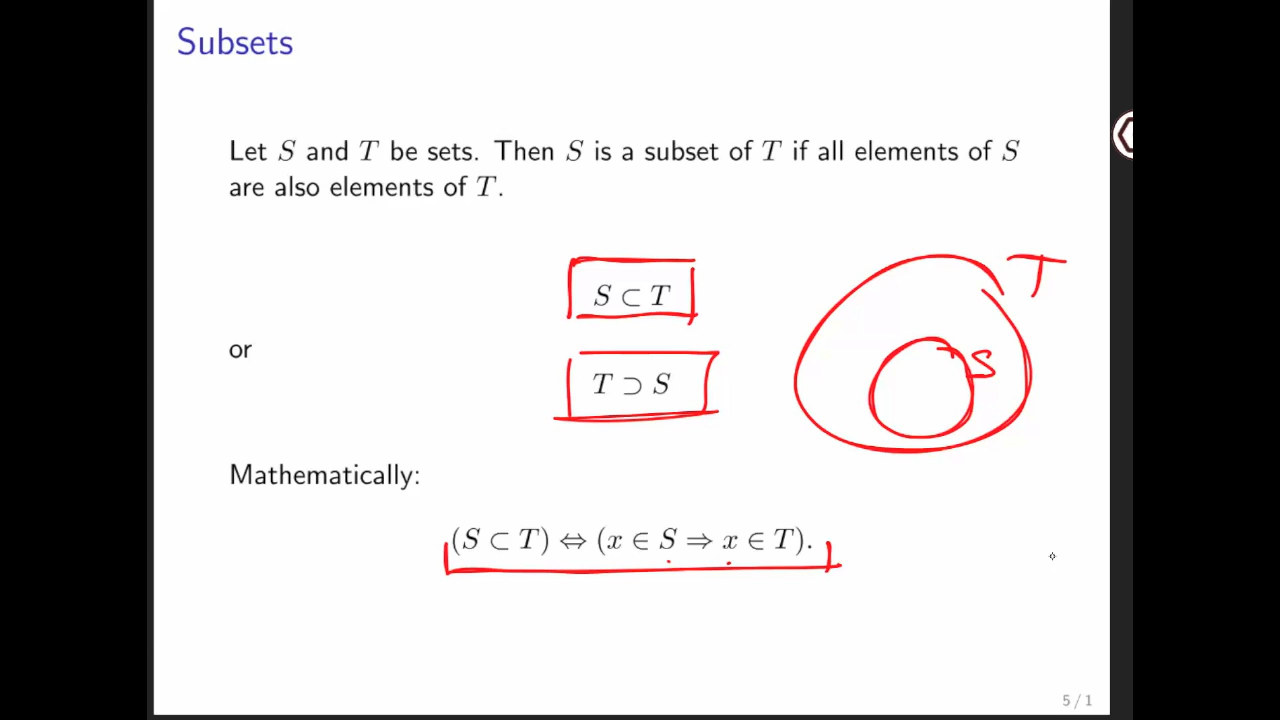 Subsets
Let S and T be sets. Then S is a subset of T if all elements of S
are also elements of T.
T
S ⊂ T
or
S
T ⊃ S
Mathematically:
(S ⊂ T) ⇔ (x ∈ S ⇒ x ∈ T).
5 / 1